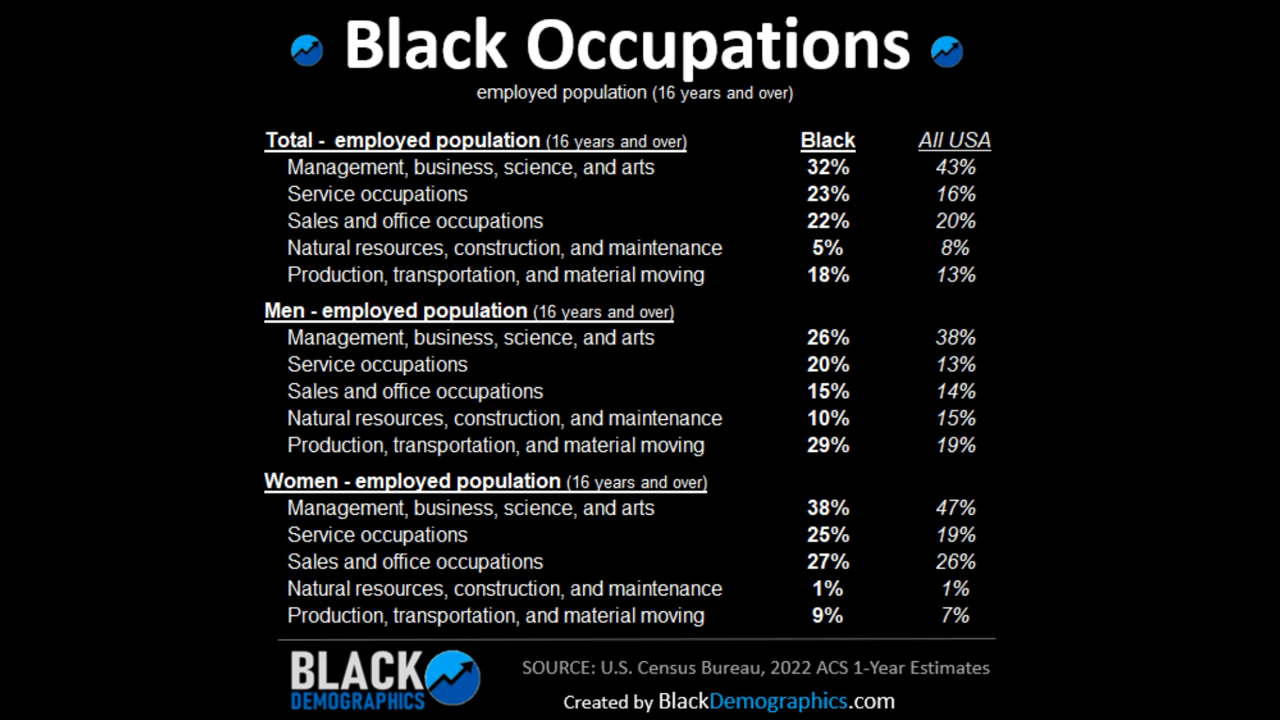 Black Occupations
employed population (16 years and over)
Total - employed population (16 years and over) Black All USA
Management, business, science, and arts 32% 43%
Service occupations 23% 16%
Sales and office occupations 22% 20%
Natural resources, construction, and maintenance 5% 8%
Production, transportation, and material moving 18% 13%
Men - employed population (16 years and over)
Management, business, science, and arts 26% 38%
Service occupations 20% 13%
Sales and office occupations 15% 14%
Natural resources, construction, and maintenance 10% 15%
Production, transportation, and material moving 29% 19%
Women - employed population (16 years and over)
Management, business, science, and arts 38% 47%
Service occupations 25% 19%
Sales and office occupations 27% 26%
Natural resources, construction, and maintenance 1% 1%
Production, transportation, and material moving 9% 7%
BLACK
DEMOGRAPHICS
SOURCE: U.S. Census Bureau, 2022 ACS 1-Year Estimates
Created by BlackDemographics.com